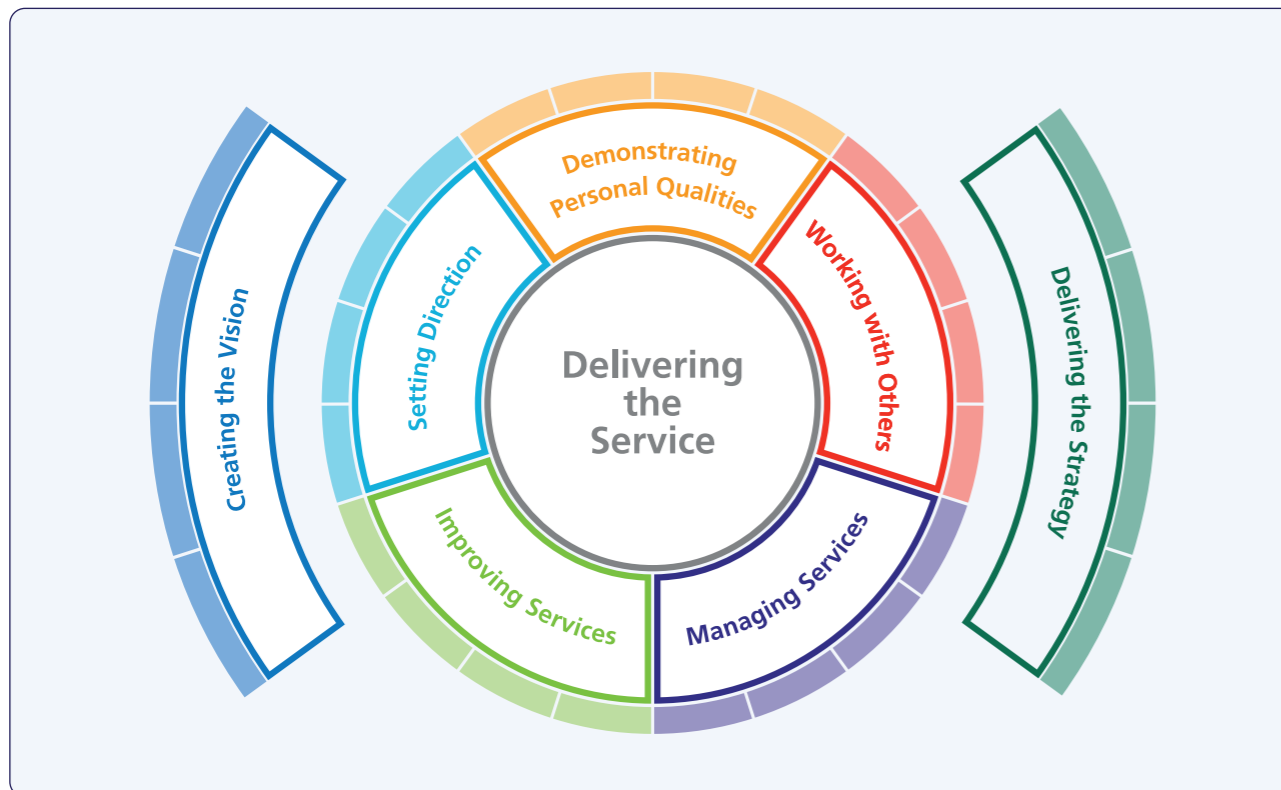 Demonstrating
Personal Qualities
Working with Others
Managing Services
Improving Services
Setting Direction
Delivering
the
Service
Creating the Vision
Delivering the Strategy